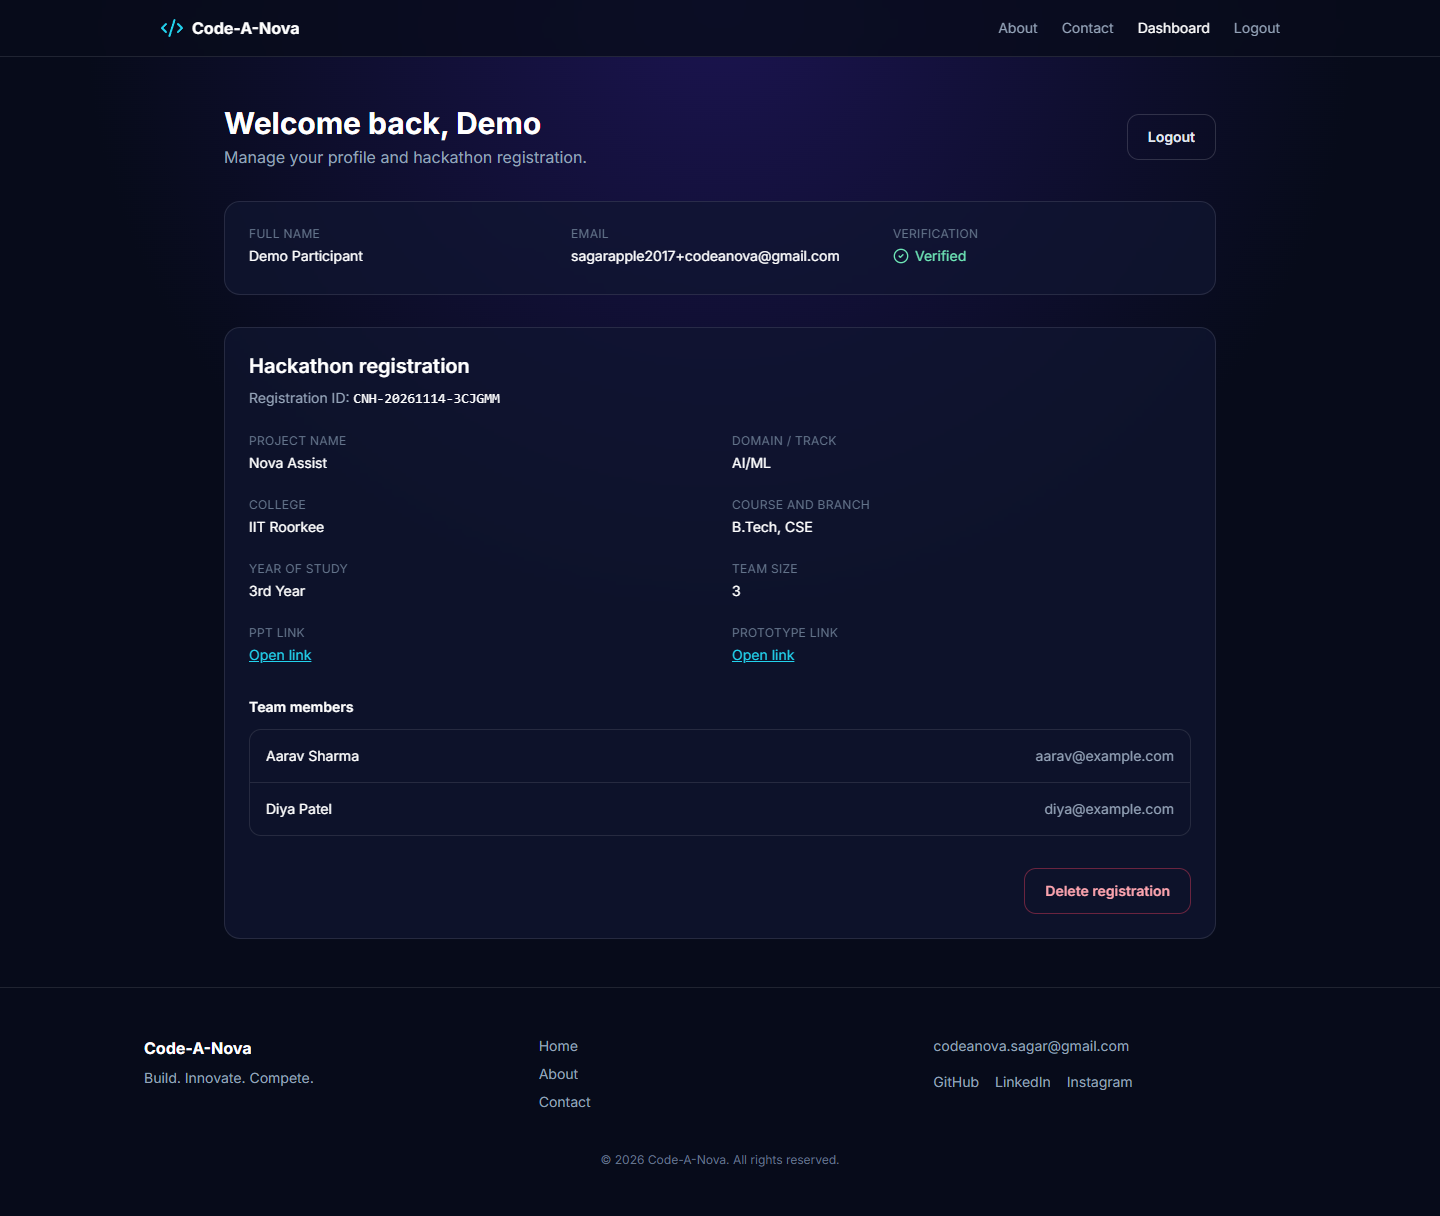 Code-A-Nova
About Contact Dashboard Logout
Welcome back, Demo
Manage your profile and hackathon registration.
Logout
FULL NAME
Demo Participant
EMAIL
sagarapple2017+codeanova@gmail.com
VERIFICATION
Verified
Hackathon registration
Registration ID: CNH-20261114-3CJGMM
PROJECT NAME
Nova Assist
DOMAIN / TRACK
AI/ML
COLLEGE
IIT Roorkee
COURSE AND BRANCH
B.Tech, CSE
YEAR OF STUDY
3rd Year
TEAM SIZE
3
PPT LINK
Open link
PROTOTYPE LINK
Open link
Team members
Aarav Sharma aarav@example.com
Diya Patel diya@example.com
Delete registration
Code-A-Nova
Build. Innovate. Compete.
Home
About
Contact
codeanova.sagar@gmail.com
GitHub LinkedIn Instagram
© 2026 Code-A-Nova. All rights reserved.